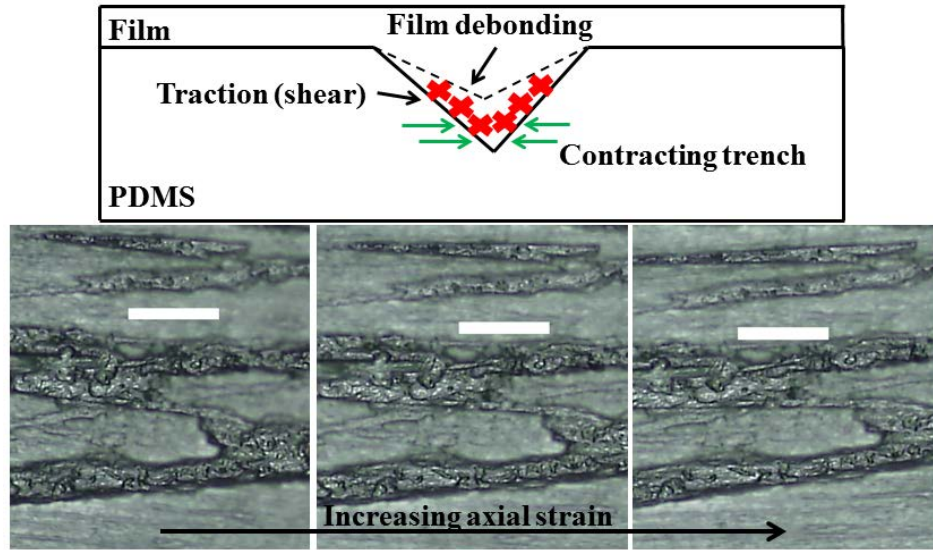 Film
Film debonding
Traction (shear)
Contracting trench
PDMS
Increasing axial strain